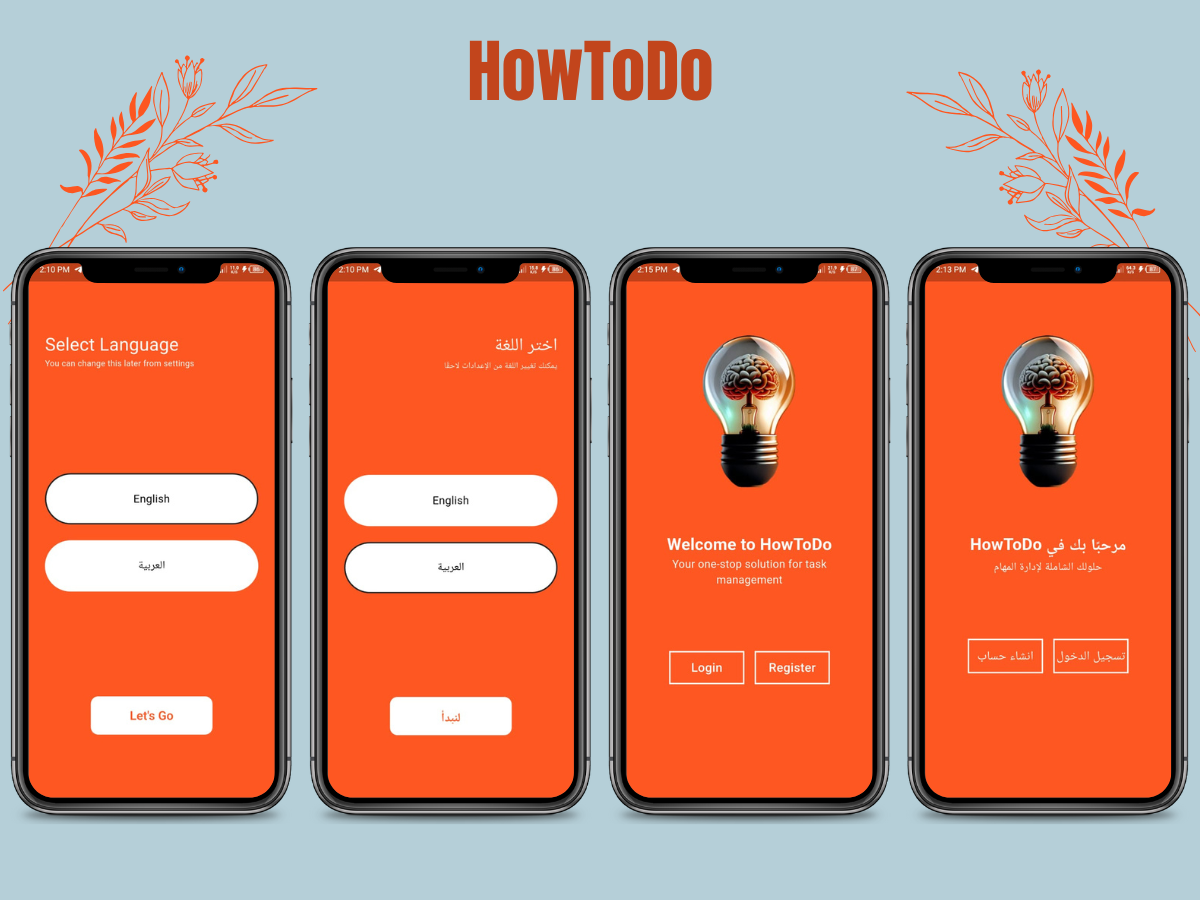 HowToDo
2:10 PM
Select Language
You can change this later from settings
English
العربية
Let's Go
2:10 PM
اختر اللغة
يمكنك تغيير اللغة من الإعدادات لاحقًا
English
العربية
لنبدأ
2:15 PM
Welcome to HowToDo
Your one-stop solution for task
management
Login Register
2:13 PM
مرحبًا بك في HowToDo
حلولك الشاملة لإدارة المهام
تسجيل الدخول انشاء حساب